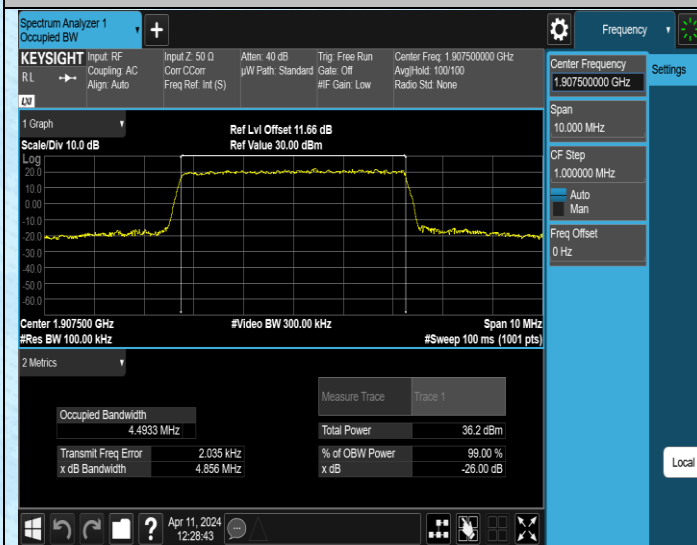 Spectrum Analyzer 1
Occupied BW
Frequency
KEYSIGHT
RL
LXI
Input: RF
Coupling: AC
Align: Auto
Input Z: 50 Ω
Corr CCorr
Freq Ref: Int (S)
Atten: 40 dB
µW Path: Standard
Trig: Free Run
Gate: Off
#IF Gain: Low
Center Freq: 1.907500000 GHz
Avg|Hold: 100/100
Radio Std: None
Center Frequency
1.907500000 GHz
Settings
Span
10.000 MHz
CF Step
1.000000 MHz
Auto
Man
Freq Offset
0 Hz
1 Graph
Scale/Div 10.0 dB
Ref Lvl Offset 11.66 dB
Ref Value 30.00 dBm
Log
20.0
10.0
0.00
-10.0
-20.0
-30.0
-40.0
-50.0
-60.0
Center 1.907500 GHz
#Res BW 100.00 kHz
#Video BW 300.00 kHz
Span 10 MHz
#Sweep 100 ms (1001 pts)
2 Metrics
Measure Trace
Trace 1
Occupied Bandwidth
4.4933 MHz
Total Power
36.2 dBm
Transmit Freq Error
2.035 kHz
% of OBW Power
99.00 %
x dB Bandwidth
4.856 MHz
x dB
-26.00 dB
Local
?
Apr 11, 2024
12:28:43